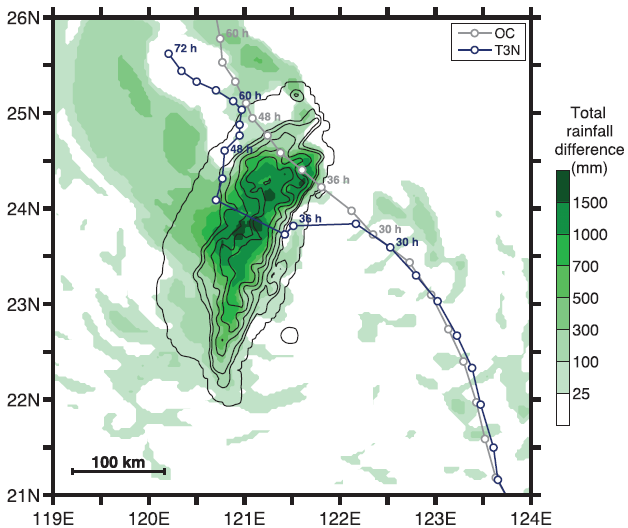 26N
25N
24N
23N
22N
21N
119E 120E 121E 122E 123E 124E
OC
T3N
60 h
72 h
60 h
48 h
48 h
36 h
36 h
30 h
30 h
100 km
Total
rainfall
difference
(mm)
1500
1000
700
500
300
100
25